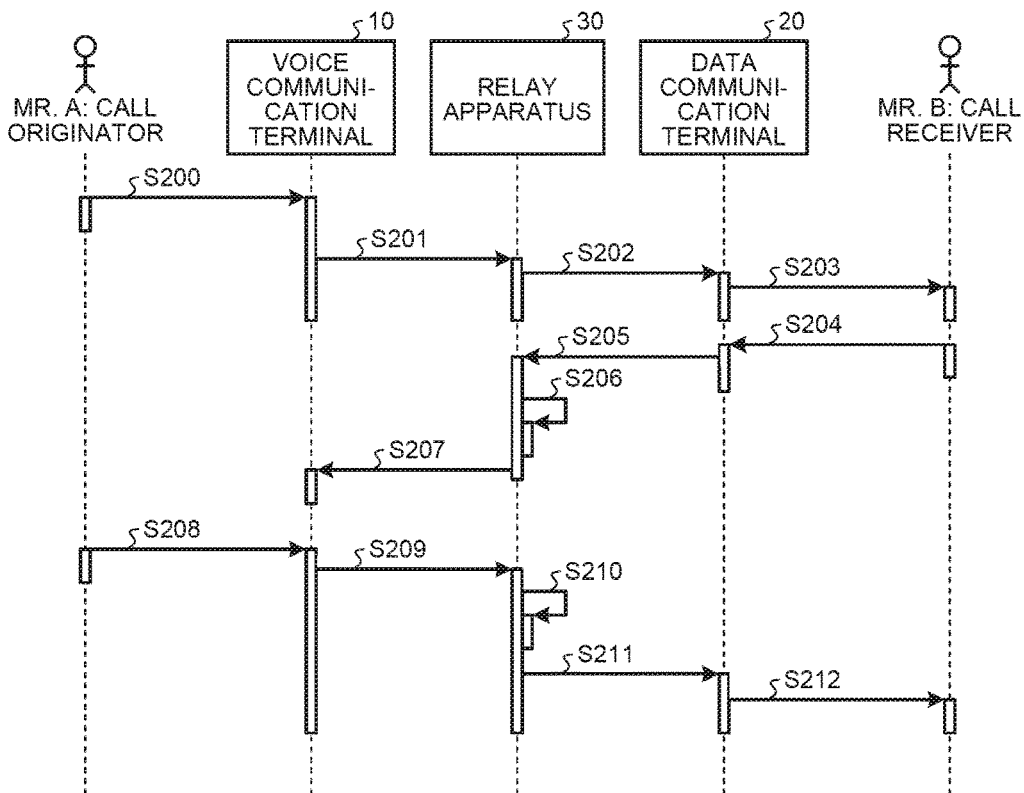 10
30
20
VOICE
COMMUNI-
CATION
TERMINAL
RELAY
APPARATUS
DATA
COMMUNI-
CATION
TERMINAL
MR. A: CALL
ORIGINATOR
MR. B: CALL
RECEIVER
S200
S201
S202
S203
S204
S205
S206
S207
S208
S209
S210
S211
S212